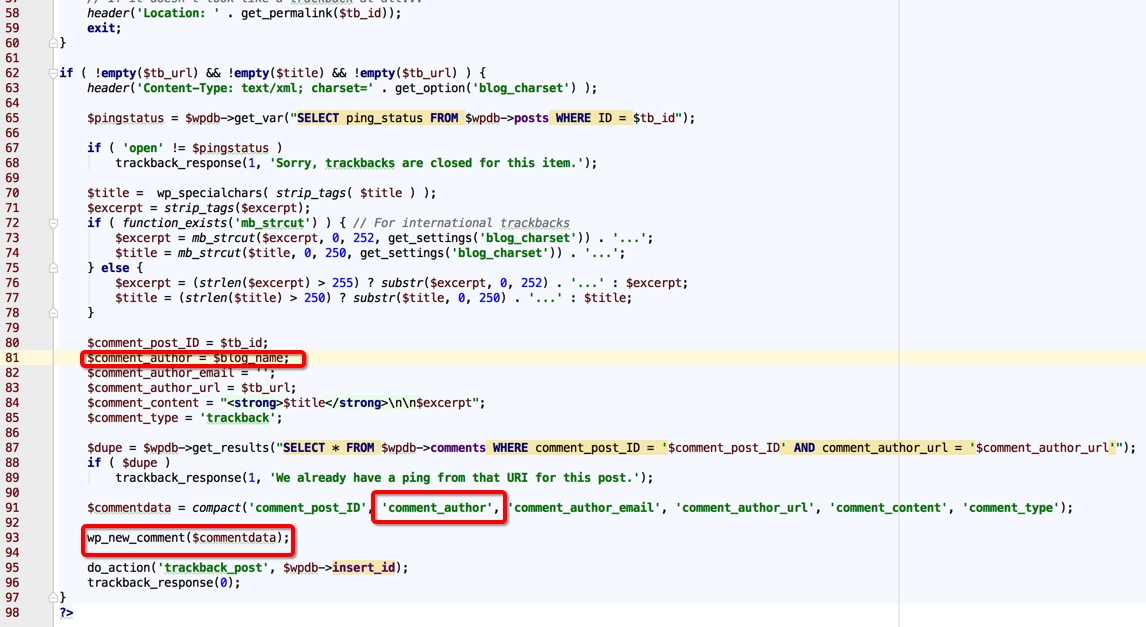 57 // If it doesn't look like a trackback at all...
58 header('Location: ' . get_permalink($tb_id));
59 exit;
60 }
61
62 if ( !empty($tb_url) && !empty($title) && !empty($tb_url) ) {
63 header('Content-Type: text/xml; charset=' . get_option('blog_charset') );
64
65 $pingstatus = $wpdb->get_var("SELECT ping_status FROM $wpdb->posts WHERE ID = $tb_id");
66
67 if ( 'open' != $pingstatus )
68 trackback_response(1, 'Sorry, trackbacks are closed for this item.');
69
70 $title =  wp_specialchars( strip_tags( $title ) );
71 $excerpt = strip_tags($excerpt);
72 if ( function_exists('mb_strcut') ) { // For international trackbacks
73 $excerpt = mb_strcut($excerpt, 0, 252, get_settings('blog_charset')) . '...';
74 $title = mb_strcut($title, 0, 250, get_settings('blog_charset')) . '...';
75 } else {
76 $excerpt = (strlen($excerpt) > 255) ? substr($excerpt, 0, 252) . '...' : $excerpt;
77 $title = (strlen($title) > 250) ? substr($title, 0, 250) . '...' : $title;
78 }
79
80 $comment_post_ID = $tb_id;
81 $comment_author = $blog_name;
82 $comment_author_email = '';
83 $comment_author_url = $tb_url;
84 $comment_content = "<strong>$title</strong>\n\n$excerpt";
85 $comment_type = 'trackback';
86
87 $dupe = $wpdb->get_results("SELECT * FROM $wpdb->comments WHERE comment_post_ID = '$comment_post_ID' AND comment_author_url = '$comment_author_url'");
88 if ( $dupe )
89 trackback_response(1, 'We already have a ping from that URI for this post.');
90
91 $commentdata = compact('comment_post_ID', 'comment_author', 'comment_author_email', 'comment_author_url', 'comment_content', 'comment_type');
92
93 wp_new_comment($commentdata);
94
95 do_action('trackback_post', $wpdb->insert_id);
96 trackback_response(0);
97 }
98 ?>